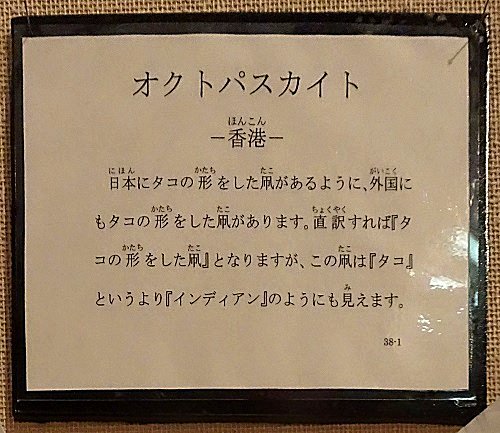 オクトパスカイト
ほんこん
－香港－
にほん かたち たこ がいこく
日本にタコの形をした凧があるように、外国に
かたち たこ ちょくやく
もタコの形をした凧があります。直訳すれば『タ
かたち たこ たこ
コの形をした凧』となりますが、この凧は『タコ』
み
というより『インディアン』のようにも見えます。
38-1